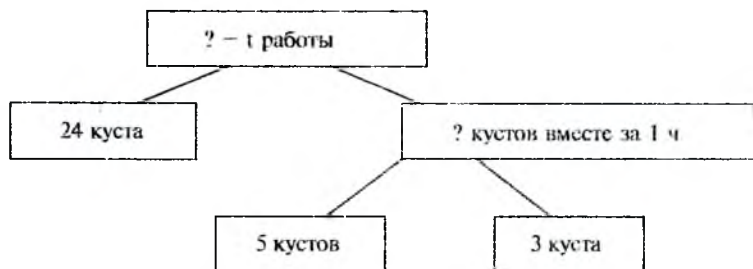 ? – t работы
24 куста
? кустов вместе за 1 ч
5 кустов
3 куста